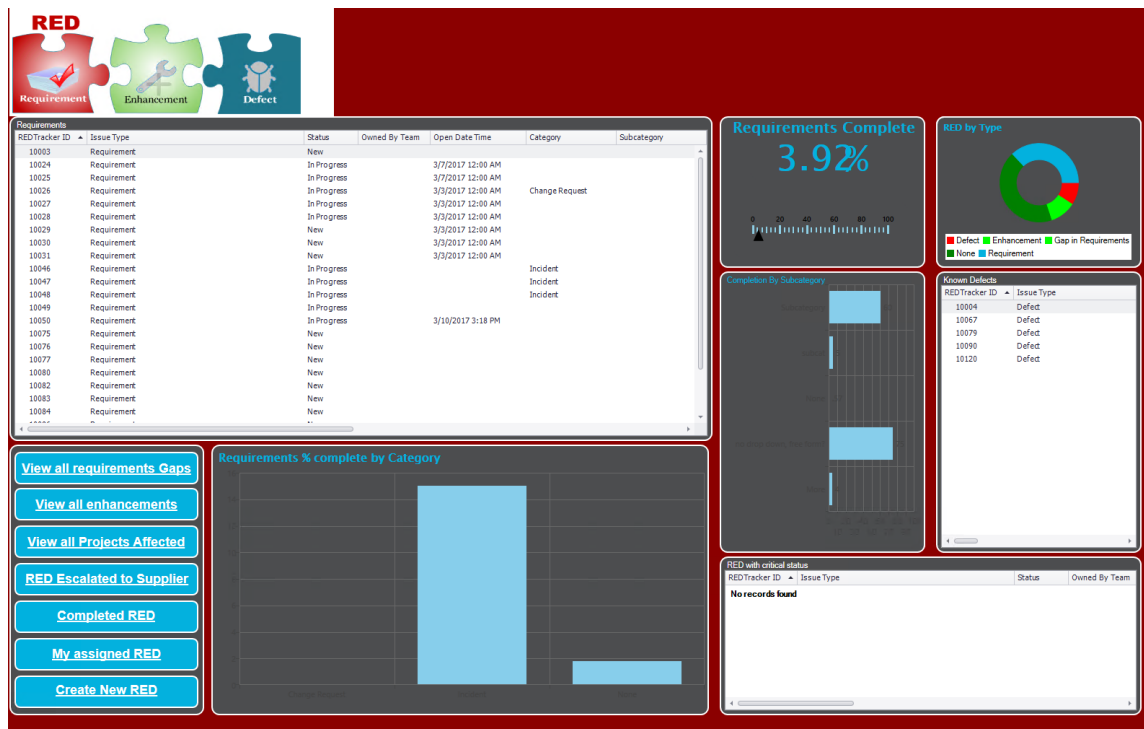 RED
Requirement
Enhancement
Defect
Requirements
REDTracker ID Issue Type Status Owned By Team Open Date Time Category Subcategory
10003 Requirement New
10024 Requirement In Progress 3/7/2017 12:00 AM
10025 Requirement In Progress 3/7/2017 12:00 AM
10026 Requirement In Progress 3/3/2017 12:00 AM Change Request
10027 Requirement In Progress 3/3/2017 12:00 AM
10028 Requirement In Progress 3/3/2017 12:00 AM
10029 Requirement New 3/3/2017 12:00 AM
10030 Requirement New 3/3/2017 12:00 AM
10031 Requirement New 3/3/2017 12:00 AM
10046 Requirement In Progress Incident
10047 Requirement In Progress Incident
10048 Requirement In Progress Incident
10049 Requirement In Progress
10050 Requirement In Progress 3/10/2017 3:18 PM
10075 Requirement New
10076 Requirement New
10077 Requirement New
10080 Requirement New
10082 Requirement New
10083 Requirement New
10084 Requirement New
Requirements Complete
3.92%
0 20 40 60 80 100
RED by Type
Defect Enhancement Gap in Requirements
None Requirement
Completion By Subcategory
Known Defects
REDTracker ID Issue Type
10004 Defect
10067 Defect
10079 Defect
10090 Defect
10120 Defect
View all requirements Gaps
View all enhancements
View all Projects Affected
RED Escalated to Supplier
Completed RED
My assigned RED
Create New RED
Requirements % complete by Category
Change Request
RED with critical status
REDTracker ID Issue Type Status Owned By Team
No records found